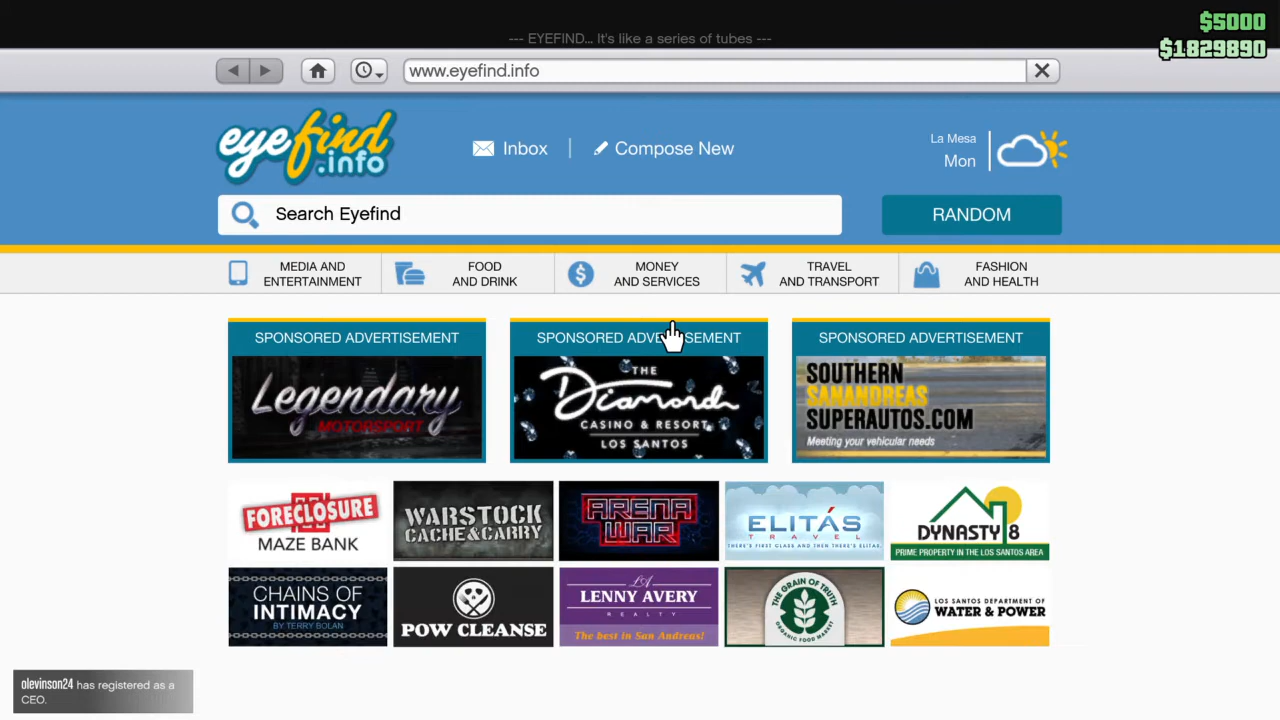 $5000
--- EYEFIND... It's like a series of tubes ---
$1829890
www.eyefind.info
eyefind
.info
Inbox
Compose New
La Mesa
Mon
Search Eyefind
RANDOM
MEDIA AND
ENTERTAINMENT
FOOD
AND DRINK
MONEY
AND SERVICES
TRAVEL
AND TRANSPORT
FASHION
AND HEALTH
SPONSORED ADVERTISEMENT
Legendary
MOTORSPORT
SPONSORED ADVERTISEMENT
THE
Diamond
CASINO & RESORT
LOS SANTOS
SPONSORED ADVERTISEMENT
SOUTHERN
SANANDREAS
SUPERAUTOS.COM
Meeting your vehicular needs
FORECLOSURE
MAZE BANK
WARSTOCK
CACHE & CARRY
ARENA
WAR
ELITÁS
TRAVEL
THERE'S FIRST CLASS AND THEN THERE'S ELITAS.
DYNASTY 8
PRIME PROPERTY IN THE LOS SANTOS AREA
CHAINS OF
INTIMACY
BY TERRY BOLAN
POW CLEANSE
LA
LENNY AVERY
REALTY
The best in San Andreas!
THE GRAIN OF TRUTH
ORGANIC FOOD MARKET
LOS SANTOS DEPARTMENT OF
WATER & POWER
olevinson24 has registered as a
CEO.